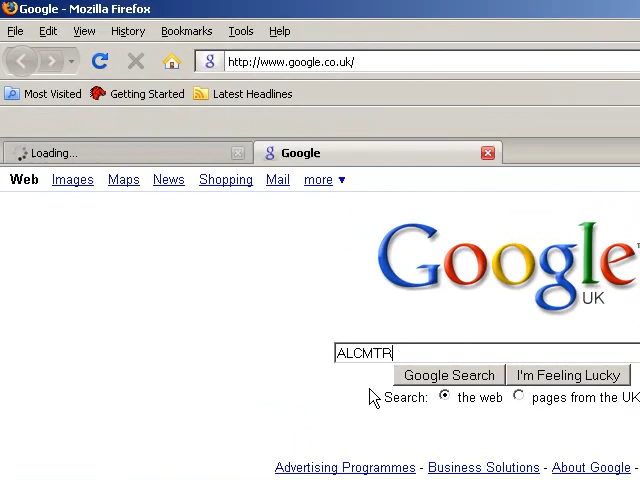 Google - Mozilla Firefox
File Edit View History Bookmarks Tools Help
g http://www.google.co.uk/
Most Visited Getting Started Latest Headlines
Loading... g Google
Web Images Maps News Shopping Mail more ▼
Google
UK
ALCMTR
Google Search I'm Feeling Lucky
Search: the web pages from the UK
Advertising Programmes - Business Solutions - About Google -